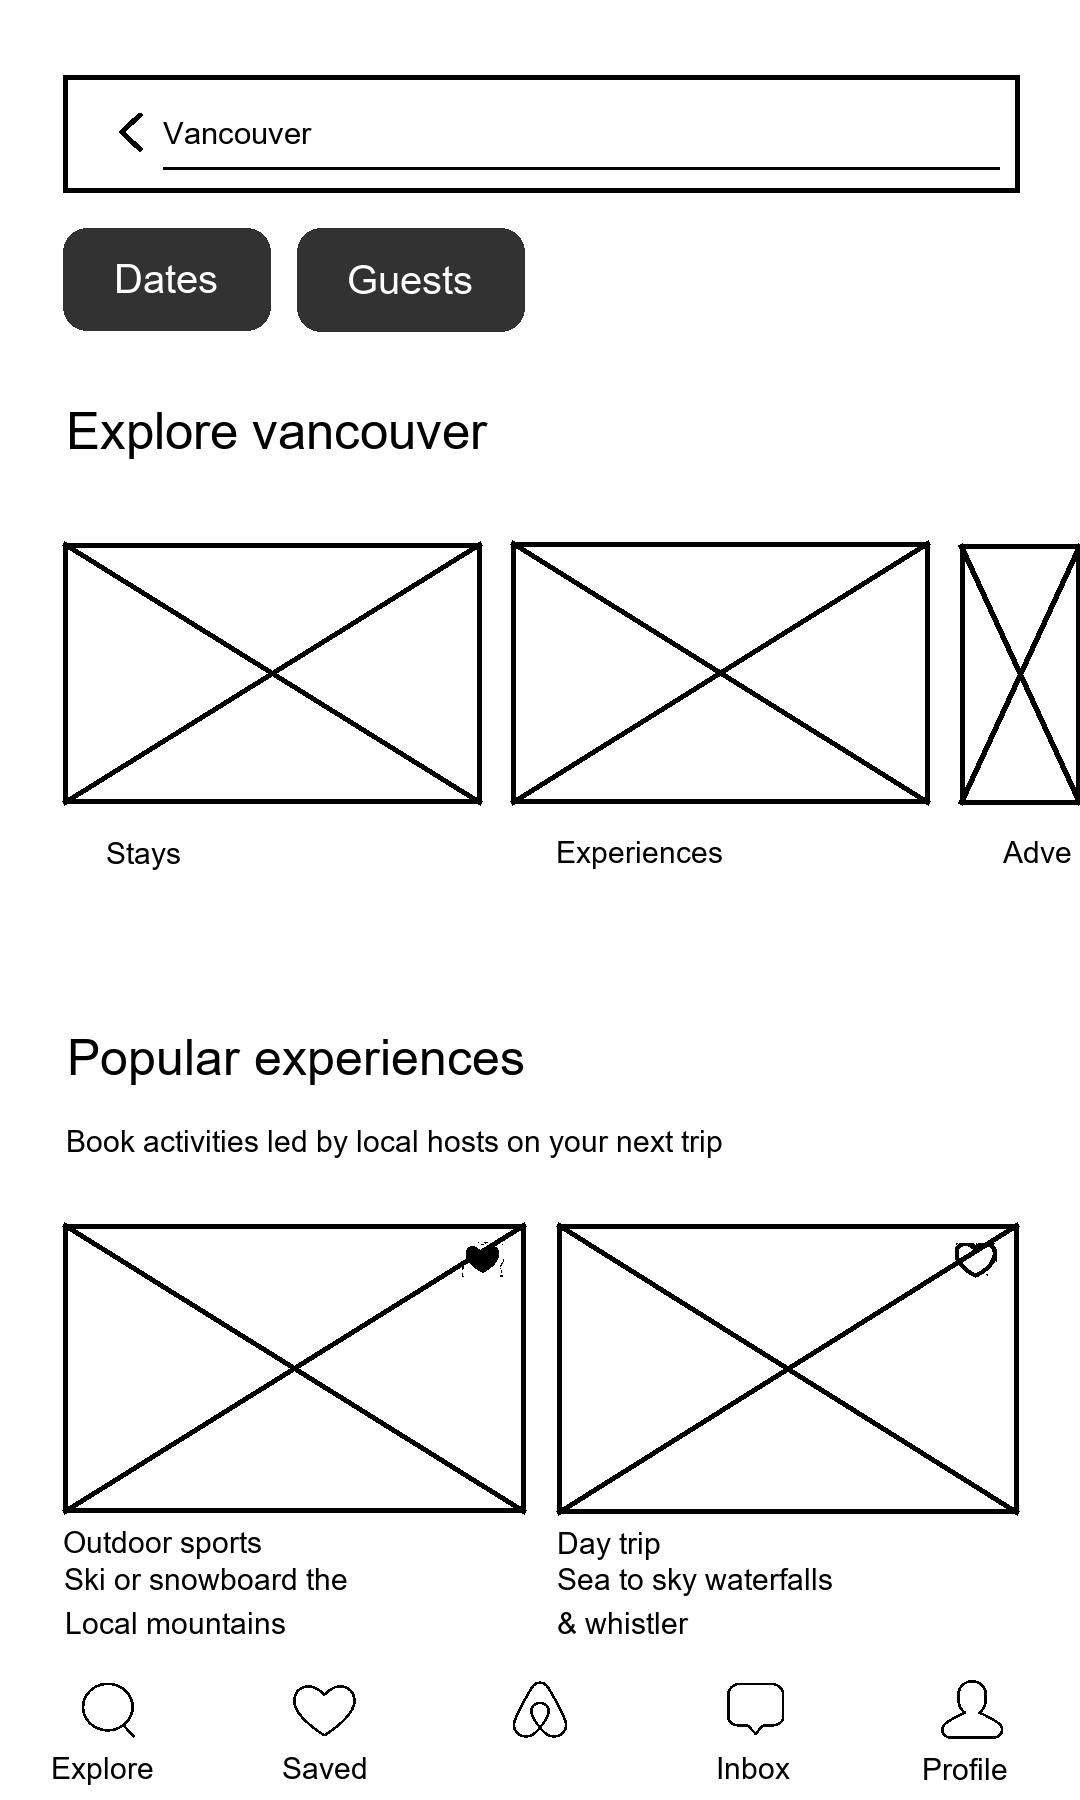 Vancouver
Dates
Guests
Explore vancouver
Stays
Experiences
Adve
Popular experiences
Book activities led by local hosts on your next trip
Outdoor sports
Ski or snowboard the
Local mountains
Day trip
Sea to sky waterfalls
& whistler
Explore
Saved
Inbox
Profile